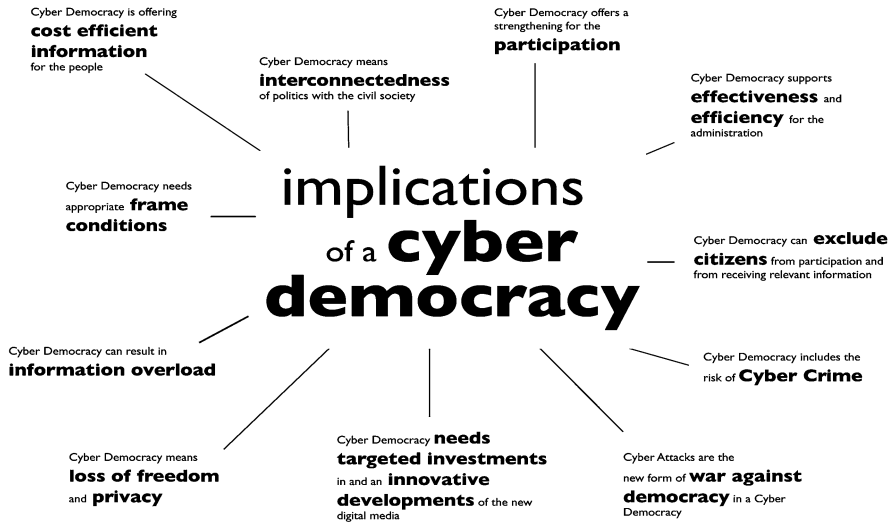 Cyber Democracy is offering
cost efficient
information
for the people
Cyber Democracy means
interconnectedness
of politics with the civil society
Cyber Democracy offers a
strengthening for the
participation
Cyber Democracy supports
effectiveness and
efficiency for the
administration
Cyber Democracy needs
appropriate frame
conditions
implications
of a cyber
democracy
Cyber Democracy can exclude
citizens from participation and
from receiving relevant information
Cyber Democracy can result in
information overload
Cyber Democracy includes the
risk of Cyber Crime
Cyber Democracy means
loss of freedom
and privacy
Cyber Democracy needs
targeted investments
in and an innovative
developments of the new
digital media
Cyber Attacks are the
new form of war against
democracy in a Cyber
Democracy